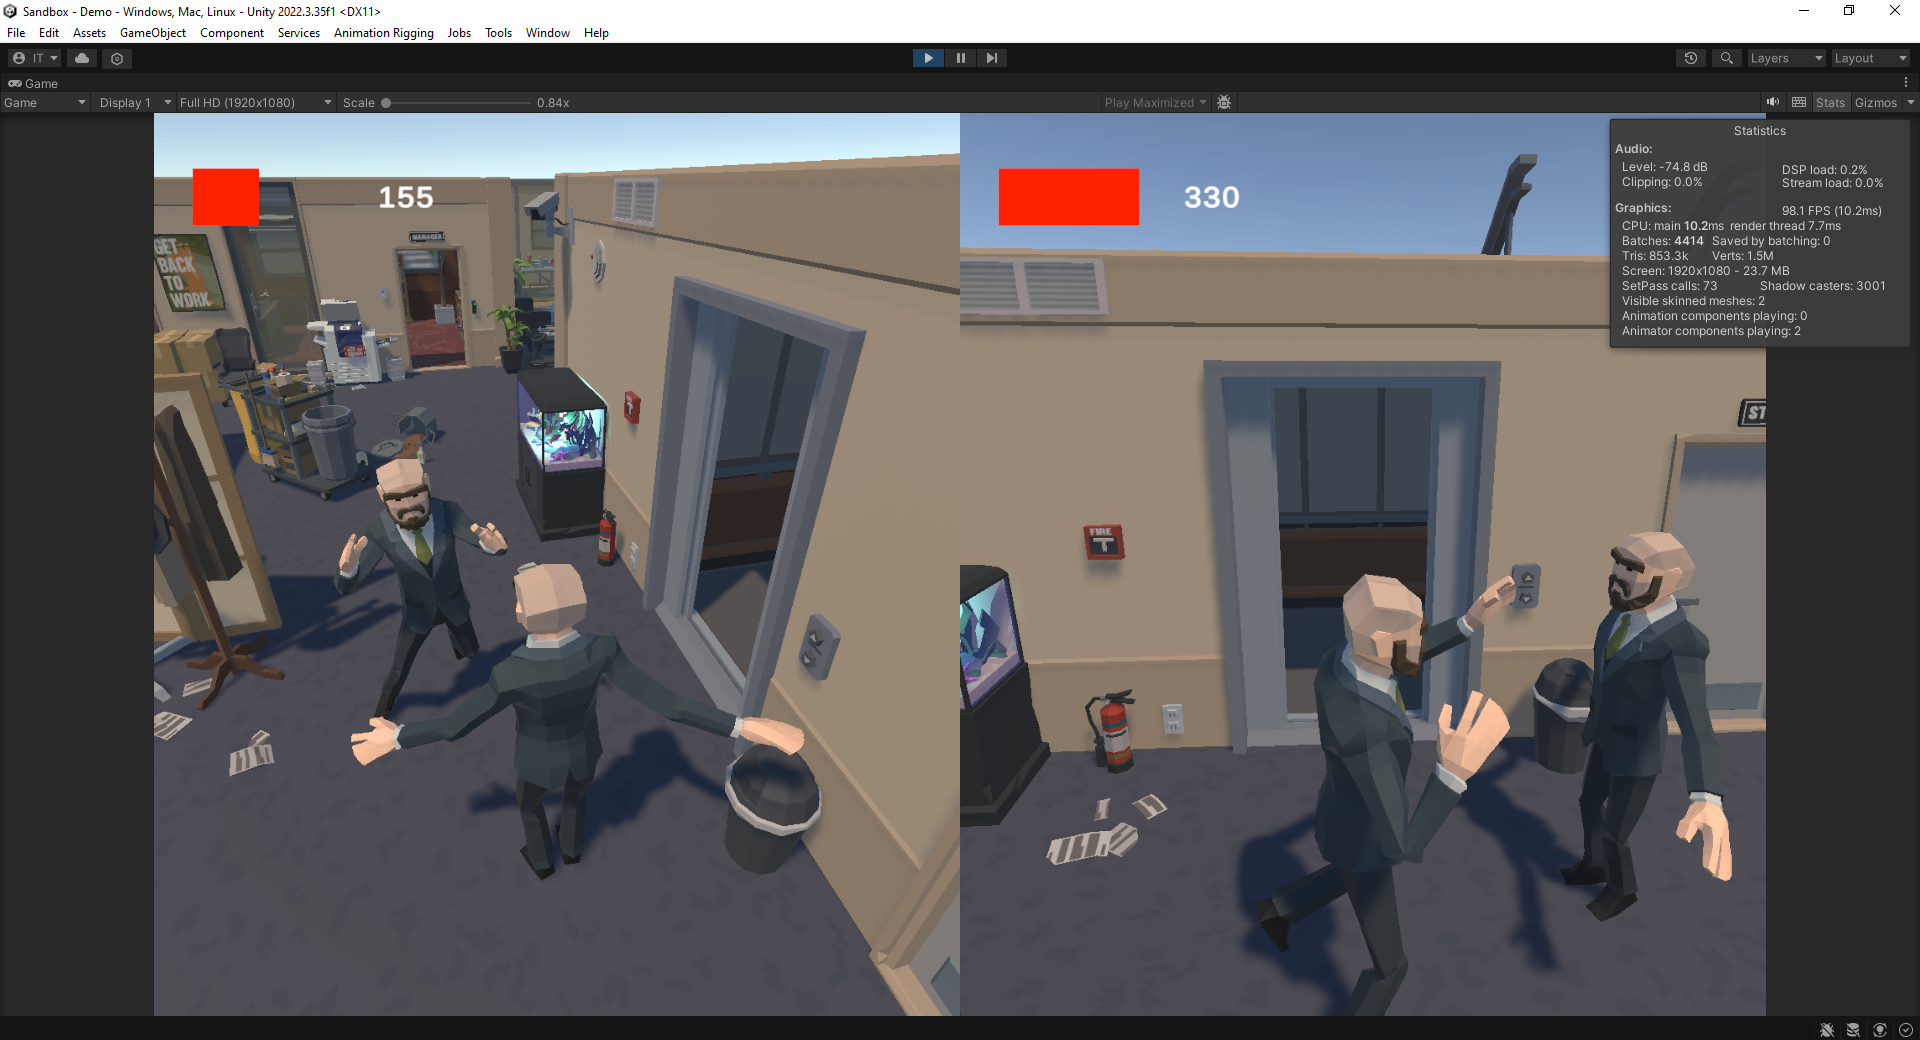 Sandbox - Demo - Windows, Mac, Linux - Unity 2022.3.35f1 <DX11>
File Edit Assets GameObject Component Services Animation Rigging Jobs Tools Window Help
IT Layers Layout
Game
Game Display 1 Full HD (1920x1080) Scale 0.84x Play Maximized Stats Gizmos
Statistics
Audio:
Level: -74.8 dB DSP load: 0.2%
Clipping: 0.0% Stream load: 0.0%
Graphics: 98.1 FPS (10.2ms)
CPU: main 10.2ms render thread 7.7ms
Batches: 4414 Saved by batching: 0
Tris: 853.3k Verts: 1.5M
Screen: 1920x1080 - 23.7 MB
SetPass calls: 73 Shadow casters: 3001
Visible skinned meshes: 2
Animation components playing: 0
Animator components playing: 2
155
330
MANAGER
GET
BACK
TO
WORK
FIRE
ST